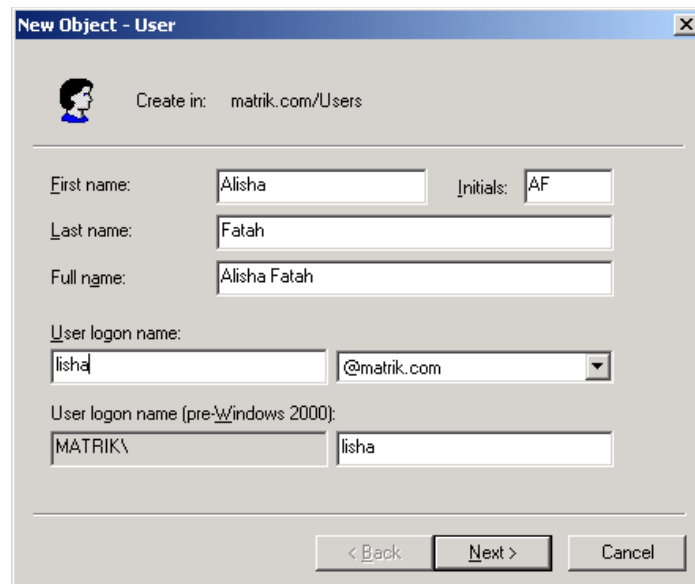 New Object - User
Create in: matrik.com/Users
First name: Alisha Initials: AF
Last name: Fatah
Full name: Alisha Fatah
User logon name:
lisha @matrik.com
User logon name (pre-Windows 2000):
MATRIK\ lisha
< Back Next > Cancel